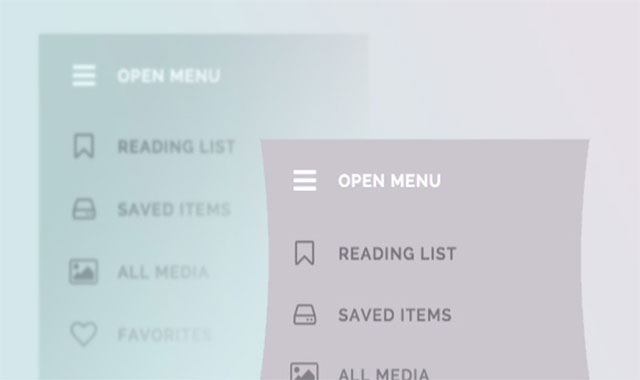 OPEN MENU
READING LIST
SAVED ITEMS
ALL MEDIA
FAVORITES
OPEN MENU
READING LIST
SAVED ITEMS
ALL MEDIA